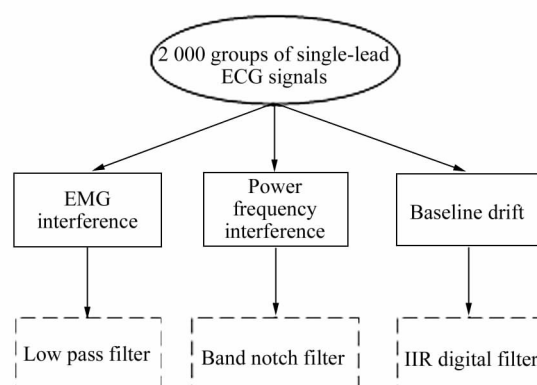 2 000 groups of single-lead
ECG signals
EMG
interference
Power
frequency
interference
Baseline drift
Low pass filter
Band notch filter
IIR digital filter